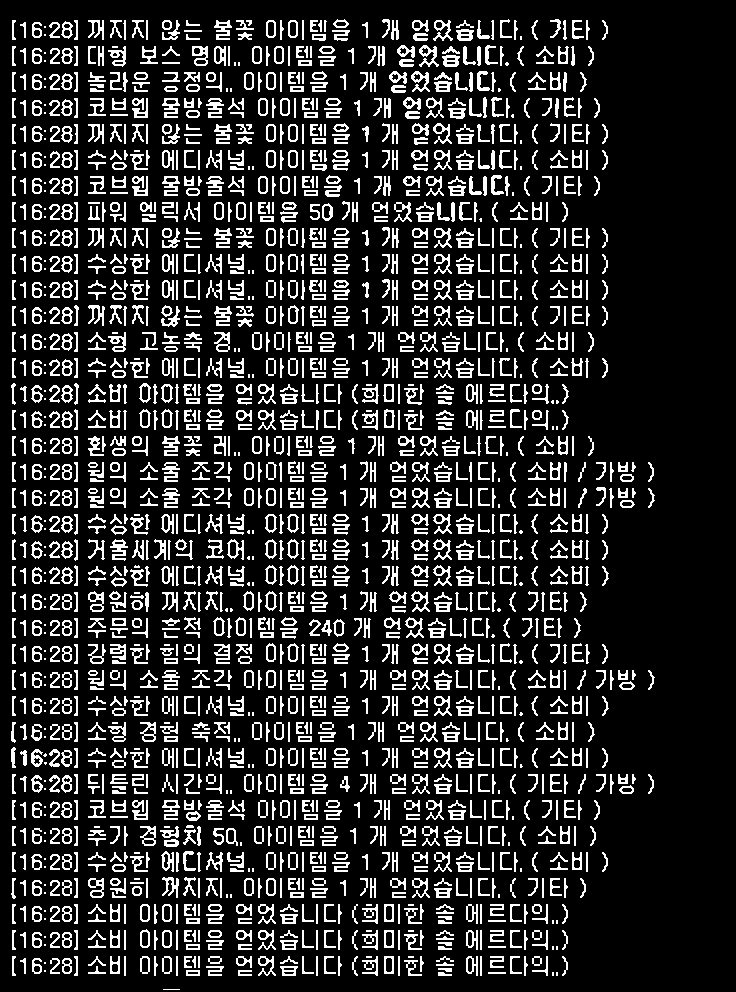 [16:28] 꺼지지 않는 불꽃 아이템을 1 개 얻었습니다. ( 기타 )
[16:28] 대형 보스 명예.. 아이템을 1 개 얻었습니다. ( 소비 )
[16:28] 놀라운 긍정의.. 아이템을 1 개 얻었습니다. ( 소비 )
[16:28] 코브웹 물방울석 아이템을 1 개 얻었습니다. ( 기타 )
[16:28] 꺼지지 않는 불꽃 아이템을 1 개 얻었습니다. ( 기타 )
[16:28] 수상한 에디셔널.. 아이템을 1 개 얻었습니다. ( 소비 )
[16:28] 코브웹 물방울석 아이템을 1 개 얻었습니다. ( 기타 )
[16:28] 파워 엘릭서 아이템을 50 개 얻었습니다. ( 소비 )
[16:28] 꺼지지 않는 불꽃 아이템을 1 개 얻었습니다. ( 기타 )
[16:28] 수상한 에디셔널.. 아이템을 1 개 얻었습니다. ( 소비 )
[16:28] 수상한 에디셔널.. 아이템을 1 개 얻었습니다. ( 소비 )
[16:28] 꺼지지 않는 불꽃 아이템을 1 개 얻었습니다. ( 기타 )
[16:28] 소형 고농축 경.. 아이템을 1 개 얻었습니다. ( 소비 )
[16:28] 수상한 에디셔널.. 아이템을 1 개 얻었습니다. ( 소비 )
[16:28] 소비 아이템을 얻었습니다 (희미한 솔 에르다의..)
[16:28] 소비 아이템을 얻었습니다 (희미한 솔 에르다의..)
[16:28] 환생의 불꽃 레.. 아이템을 1 개 얻었습니다. ( 소비 )
[16:28] 윌의 소울 조각 아이템을 1 개 얻었습니다. ( 소비 / 가방 )
[16:28] 윌의 소울 조각 아이템을 1 개 얻었습니다. ( 소비 / 가방 )
[16:28] 수상한 에디셔널.. 아이템을 1 개 얻었습니다. ( 소비 )
[16:28] 거울세계의 코어.. 아이템을 1 개 얻었습니다. ( 소비 )
[16:28] 수상한 에디셔널.. 아이템을 1 개 얻었습니다. ( 소비 )
[16:28] 영원히 꺼지지.. 아이템을 1 개 얻었습니다. ( 기타 )
[16:28] 주문의 흔적 아이템을 240 개 얻었습니다. ( 기타 )
[16:28] 강렬한 힘의 결정 아이템을 1 개 얻었습니다. ( 기타 )
[16:28] 윌의 소울 조각 아이템을 1 개 얻었습니다. ( 소비 / 가방 )
[16:28] 수상한 에디셔널.. 아이템을 1 개 얻었습니다. ( 소비 )
[16:28] 소형 경험 축적.. 아이템을 1 개 얻었습니다. ( 소비 )
[16:28] 수상한 에디셔널.. 아이템을 1 개 얻었습니다. ( 소비 )
[16:28] 뒤틀린 시간의.. 아이템을 4 개 얻었습니다. ( 기타 / 가방 )
[16:28] 코브웹 물방울석 아이템을 1 개 얻었습니다. ( 기타 )
[16:28] 추가 경험치 50.. 아이템을 1 개 얻었습니다. ( 소비 )
[16:28] 수상한 에디셔널.. 아이템을 1 개 얻었습니다. ( 소비 )
[16:28] 영원히 꺼지지.. 아이템을 1 개 얻었습니다. ( 기타 )
[16:28] 소비 아이템을 얻었습니다 (희미한 솔 에르다의..)
[16:28] 소비 아이템을 얻었습니다 (희미한 솔 에르다의..)
[16:28] 소비 아이템을 얻었습니다 (희미한 솔 에르다의..)